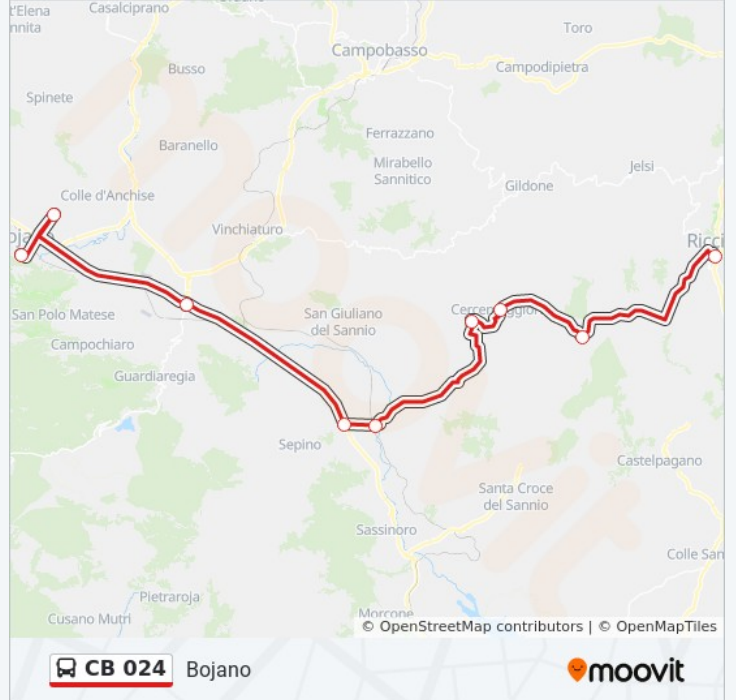 Casalciprano
t'Elena
nnita
Toro
Campobasso
Busso
Campodipietra
Spinete
Ferrazzano
Baranello
Mirabello
Sannitico
Jelsi
Gildone
Colle d'Anchise
Vinchiaturo
Ricci
San Giuliano
del Sannio
San Polo Matese
Campochiaro
Guardiaregia
Sepino
Castelpagano
Santa Croce
del Sannio
Sassinoro
Colle San
Pietraroja
Morcone
Cusano Mutri
© OpenStreetMap contributors | © OpenMapTiles
CB 024 Bojano
moovit